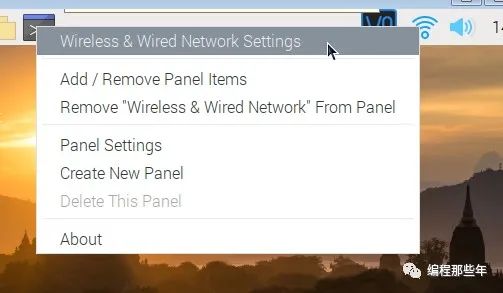 Wireless & Wired Network Settings
Add / Remove Panel Items
Remove "Wireless & Wired Network" From Panel
Panel Settings
Create New Panel
Delete This Panel
About
编程那些年